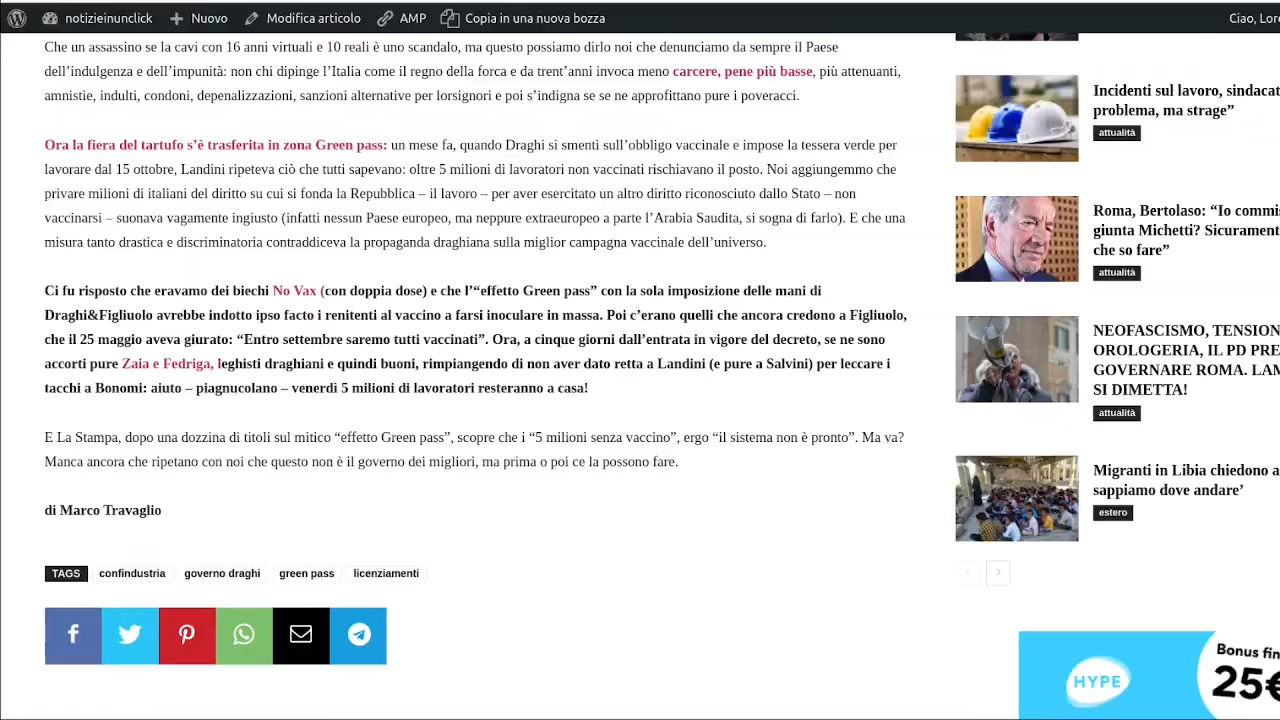 notizieinunclick Nuovo Modifica articolo AMP Copia in una nuova bozza Ciao, Lore
Che un assassino se la cavi con 16 anni virtuali e 10 reali è uno scandalo, ma questo possiamo dirlo noi che denunciamo da sempre il Paese
dell’indulgenza e dell’impunità: non chi dipinge l’Italia come il regno della forca e da trent’anni invoca meno carcere, pene più basse, più attenuanti,
amnistie, indulti, condoni, depenalizzazioni, sanzioni alternative per lorsignori e poi s’indigna se se ne approfittano pure i poveracci.
Ora la fiera del tartufo s’è trasferita in zona Green pass: un mese fa, quando Draghi si smentì sull’obbligo vaccinale e impose la tessera verde per
lavorare dal 15 ottobre, Landini ripeteva ciò che tutti sapevano: oltre 5 milioni di lavoratori non vaccinati rischiavano il posto. Noi aggiungemmo che
privare milioni di italiani del diritto su cui si fonda la Repubblica – il lavoro – per aver esercitato un altro diritto riconosciuto dallo Stato – non
vaccinarsi – suonava vagamente ingiusto (infatti nessun Paese europeo, ma neppure extraeuropeo a parte l’Arabia Saudita, si sogna di farlo). E che una
misura tanto drastica e discriminatoria contraddiceva la propaganda draghiana sulla miglior campagna vaccinale dell’universo.
Ci fu risposto che eravamo dei biechi No Vax (con doppia dose) e che l’“effetto Green pass” con la sola imposizione delle mani di
Draghi&Figliuolo avrebbe indotto ipso facto i renitenti al vaccino a farsi inoculare in massa. Poi c’erano quelli che ancora credono a Figliuolo,
che il 25 maggio aveva giurato: “Entro settembre saremo tutti vaccinati”. Ora, a cinque giorni dall’entrata in vigore del decreto, se ne sono
accorti pure Zaia e Fedriga, leghisti draghiani e quindi buoni, rimpiangendo di non aver dato retta a Landini (e pure a Salvini) per leccare i
tacchi a Bonomi: aiuto – piagnucolano – venerdì 5 milioni di lavoratori resteranno a casa!
E La Stampa, dopo una dozzina di titoli sul mitico “effetto Green pass”, scopre che i “5 milioni senza vaccino”, ergo “il sistema non è pronto”. Ma va?
Manca ancora che ripetano con noi che questo non è il governo dei migliori, ma prima o poi ce la possono fare.
di Marco Travaglio
TAGS confindustria governo draghi green pass licenziamenti
Incidenti sul lavoro, sindacat
problema, ma strage”
attualità
Roma, Bertolaso: “Io commis
giunta Michetti? Sicurament
che so fare”
attualità
NEOFASCISMO, TENSION
OROLOGERIA, IL PD PRE
GOVERNARE ROMA. LAM
SI DIMETTA!
attualità
Migranti in Libia chiedono a
sappiamo dove andare’
estero
HYPE
Bonus fin
25€